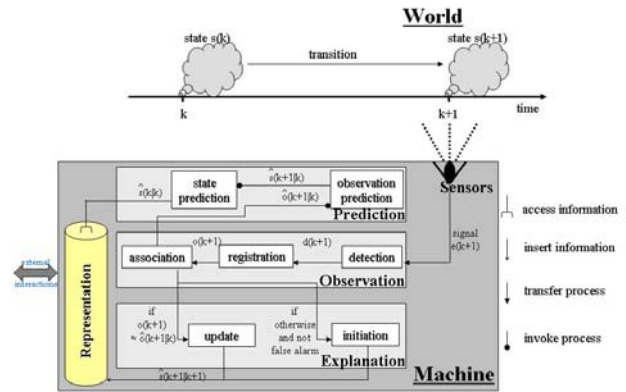 World
state s(k)
state s(k+1)
transition
time
k
k+1
Sensors
ŝ(k|k)
state
prediction
ŝ(k+1|k)
ô(k+1|k)
observation
prediction
Prediction
access information
signal
e(k+1)
insert information
association
o(k+1)
registration
d(k+1)
detection
Observation
external
interactions
Representation
transfer process
if
o(k+1)
≈ ô(k+1|k)
update
if
otherwise
and not
false alarm
initiation
invoke process
Explanation
ŝ(k+1|k+1)
Machine